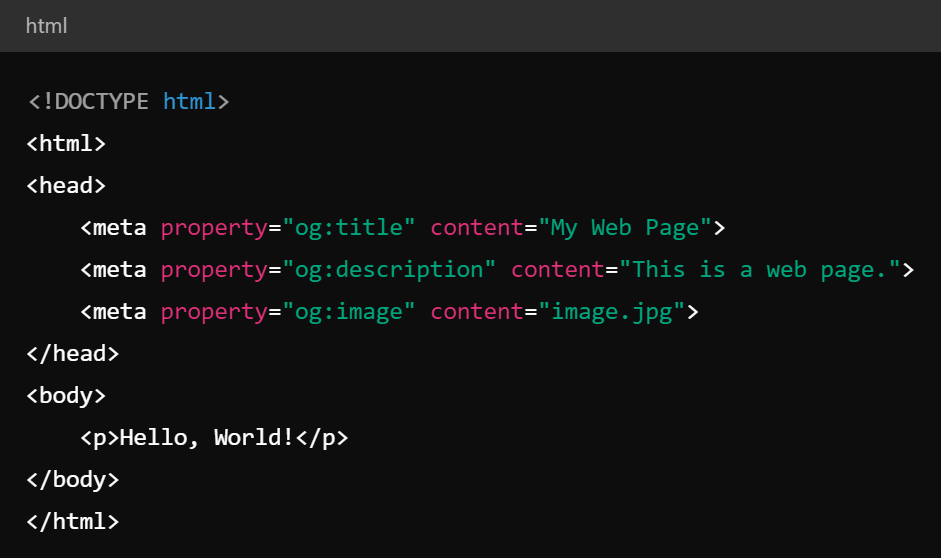 html
<!DOCTYPE html>
<html>
<head>
    <meta property="og:title" content="My Web Page">
    <meta property="og:description" content="This is a web page.">
    <meta property="og:image" content="image.jpg">
</head>
<body>
    <p>Hello, World!</p>
</body>
</html>